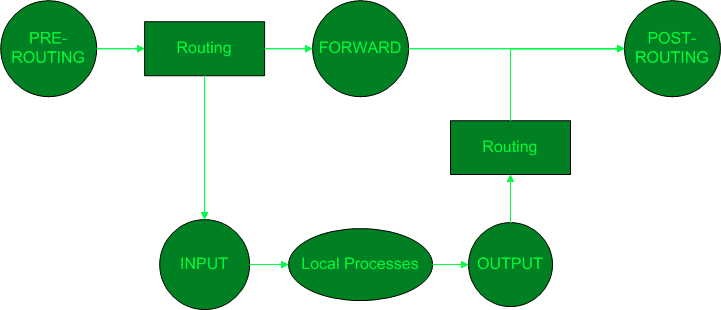 PRE-
ROUTING
Routing
FORWARD
POST-
ROUTING
Routing
INPUT
Local Processes
OUTPUT